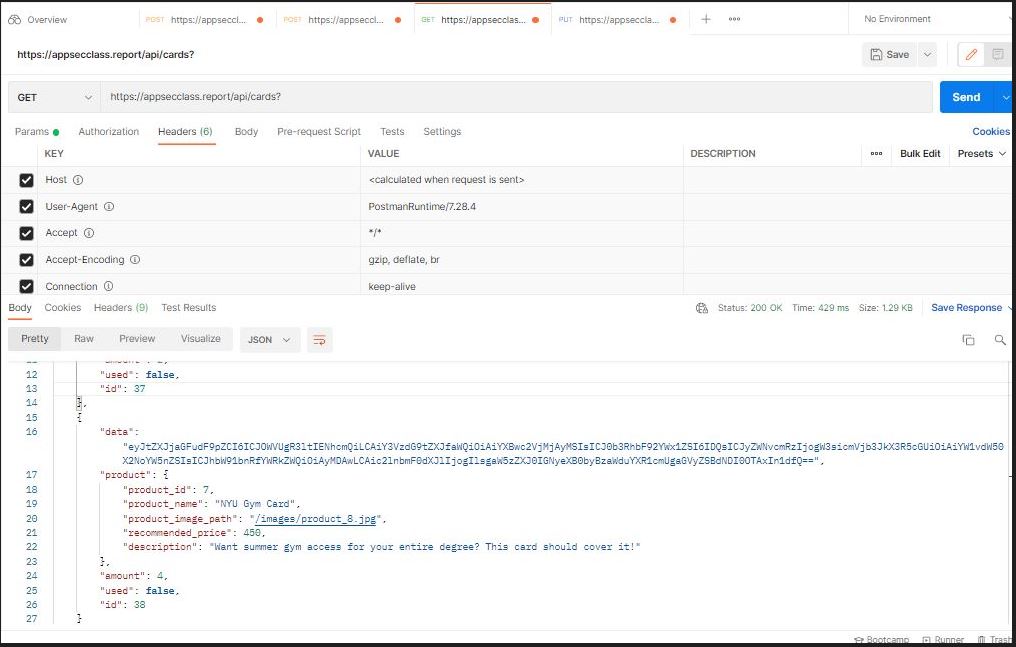 Overview POST https://appseccl... POST https://appseccl... GET https://appsecclas... PUT https://appseccla... + ooo No Environment
https://appsecclass.report/api/cards? Save
GET https://appsecclass.report/api/cards? Send
Params Authorization Headers (6) Body Pre-request Script Tests Settings Cookies
KEY VALUE DESCRIPTION ooo Bulk Edit Presets
Host <calculated when request is sent>
User-Agent PostmanRuntime/7.28.4
Accept */*
Accept-Encoding gzip, deflate, br
Connection keep-alive
Body Cookies Headers (9) Test Results Status: 200 OK Time: 429 ms Size: 1.29 KB Save Response
Pretty Raw Preview Visualize JSON
12 "used": false,
13 "id": 37
14 },
15 {
16 "data":
17 "product": {
18 "product_id": 7,
19 "product_name": "NYU Gym Card",
20 "product_image_path": "/images/product_8.jpg",
21 "recommended_price": 450,
22 "description": "Want summer gym access for your entire degree? This card should cover it!"
23 },
24 "amount": 4,
25 "used": false,
26 "id": 38
27 }
Bootcamp Runner Trash